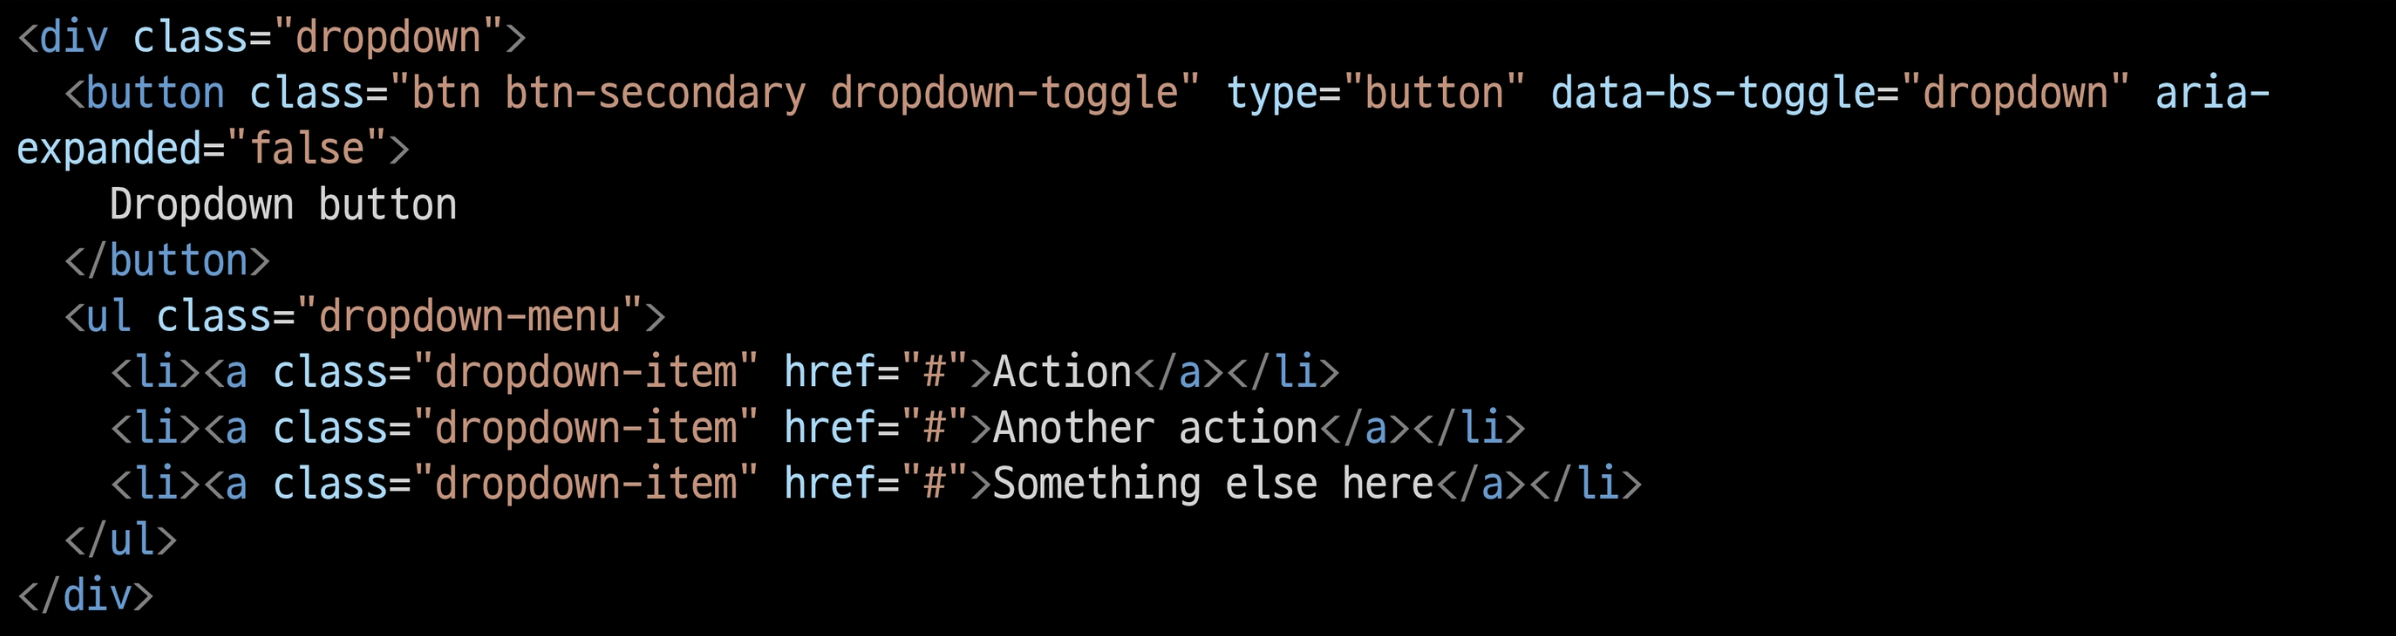 <div class="dropdown">
  <button class="btn btn-secondary dropdown-toggle" type="button" data-bs-toggle="dropdown" aria-
expanded="false">
    Dropdown button
  </button>
  <ul class="dropdown-menu">
    <li><a class="dropdown-item" href="#">Action</a></li>
    <li><a class="dropdown-item" href="#">Another action</a></li>
    <li><a class="dropdown-item" href="#">Something else here</a></li>
  </ul>
</div>